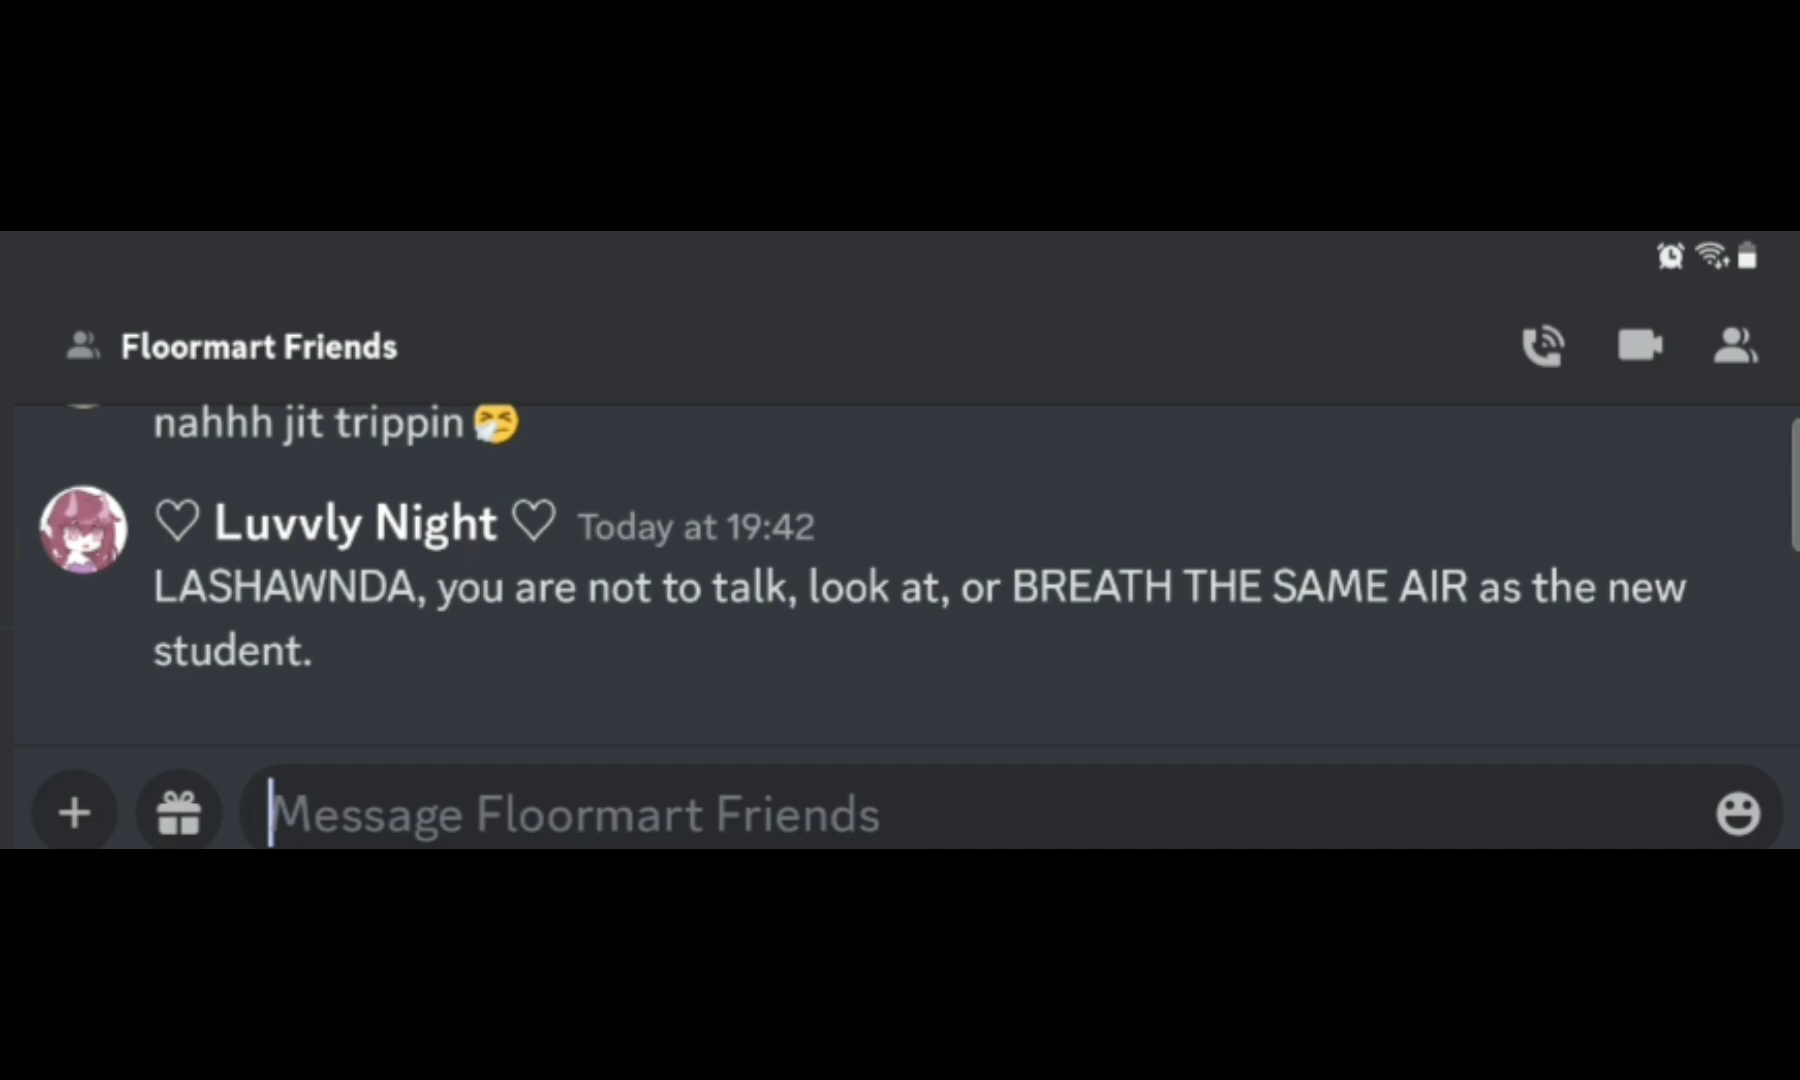 Floormart Friends
nahhh jit trippin 🤧
♡ Luvvly Night ♡ Today at 19:42
LASHAWNDA, you are not to talk, look at, or BREATH THE SAME AIR as the new
student.
Message Floormart Friends